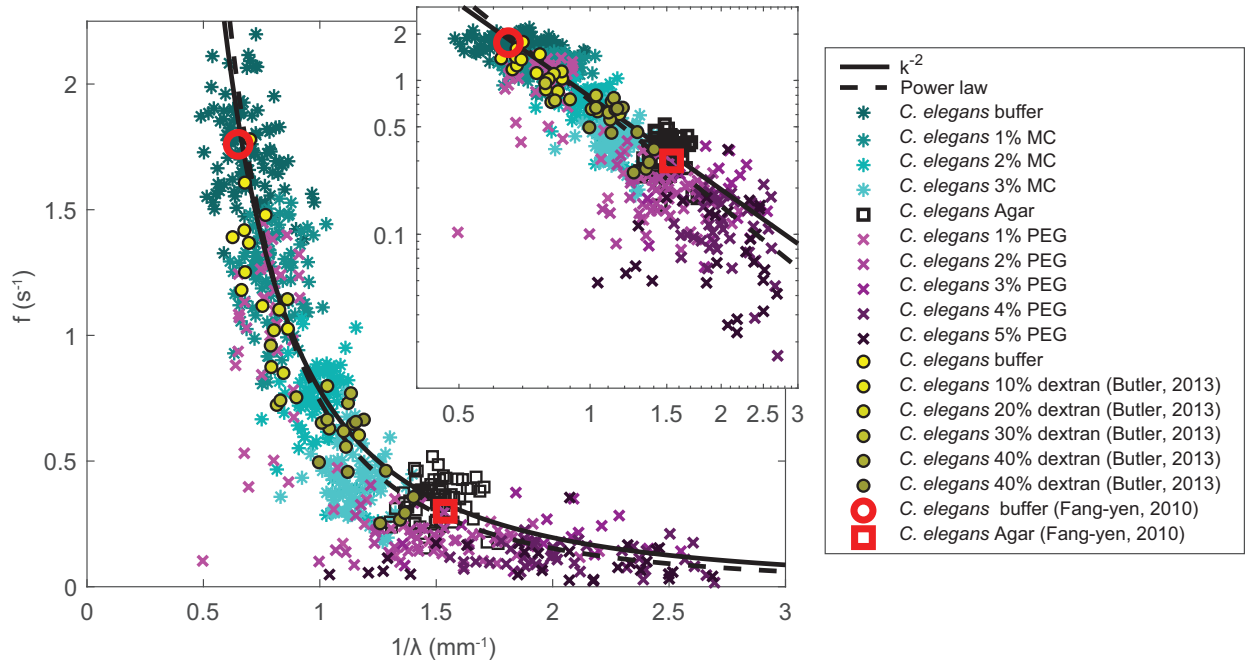 2
1.5
1
0.5
0
f (s-1)
0
0.5
1
1.5
2
2.5
3
1/λ (mm-1)
2
1
0.5
0.1
0.5
1
1.5
2
2.5
3
k-2
Power law
C. elegans buffer
C. elegans 1% MC
C. elegans 2% MC
C. elegans 3% MC
C. elegans Agar
C. elegans 1% PEG
C. elegans 2% PEG
C. elegans 3% PEG
C. elegans 4% PEG
C. elegans 5% PEG
C. elegans buffer
C. elegans 10% dextran (Butler, 2013)
C. elegans 20% dextran (Butler, 2013)
C. elegans 30% dextran (Butler, 2013)
C. elegans 40% dextran (Butler, 2013)
C. elegans 40% dextran (Butler, 2013)
C. elegans buffer (Fang-yen, 2010)
C. elegans Agar (Fang-yen, 2010)